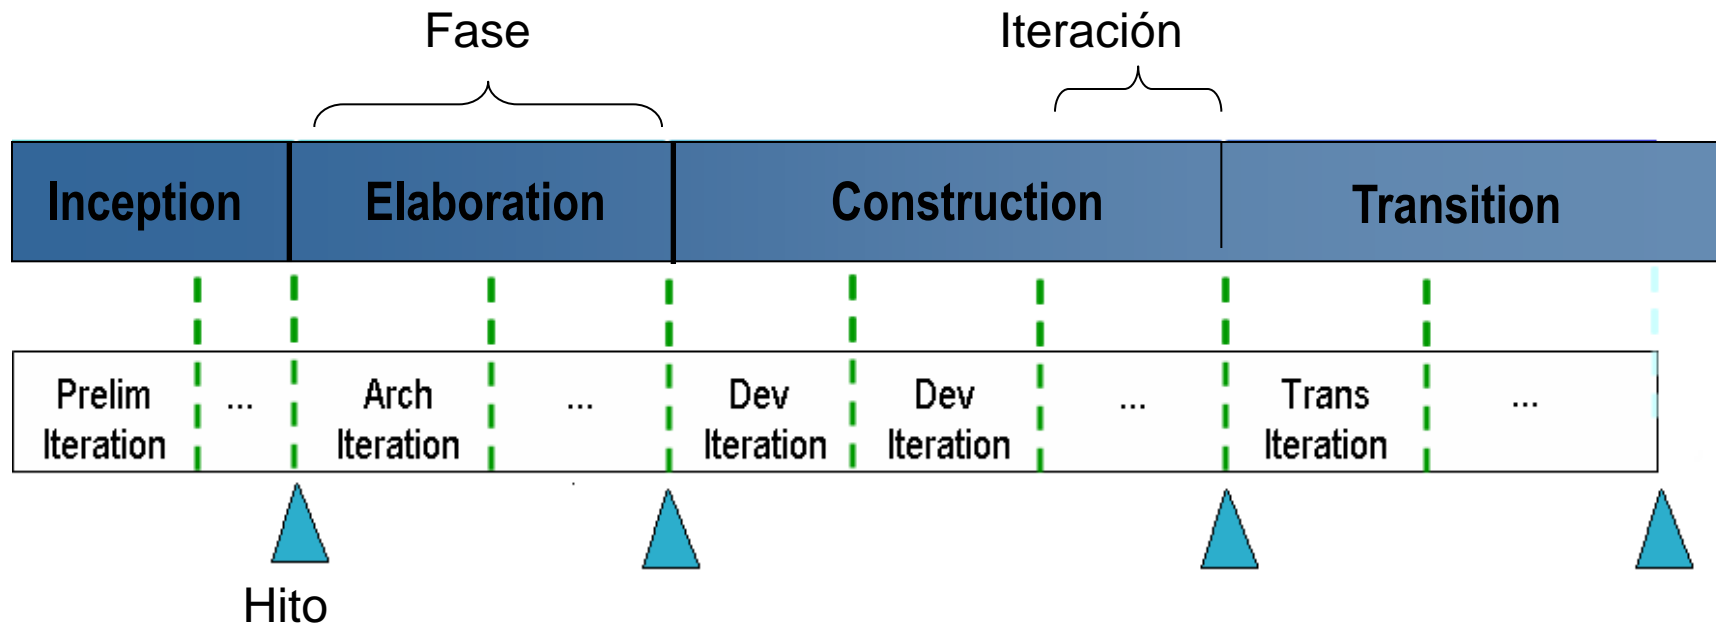 Fase
Iteración
Inception
Elaboration
Construction
Transition
Prelim
Iteration
...
Arch
Iteration
...
Dev
Iteration
Dev
Iteration
...
Trans
Iteration
...
Hito